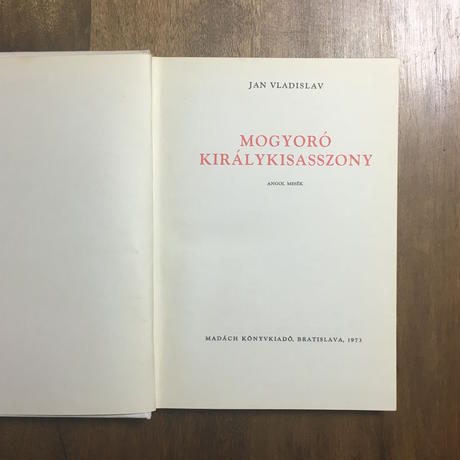 JAN VLADISLAV
MOGYORÓ
KIRÁLYKISASSZONY
ANGOL MESÉK
MADÁCH KÖNYVKIADÓ, BRATISLAVA, 1973